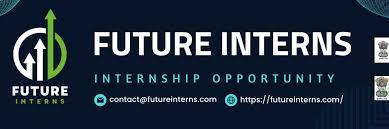 FUTURE INTERNS
INTERNSHIP OPPORTUNITY
FUTURE
INTERNS
contact@futureinterns.com
https://futureinterns.com/